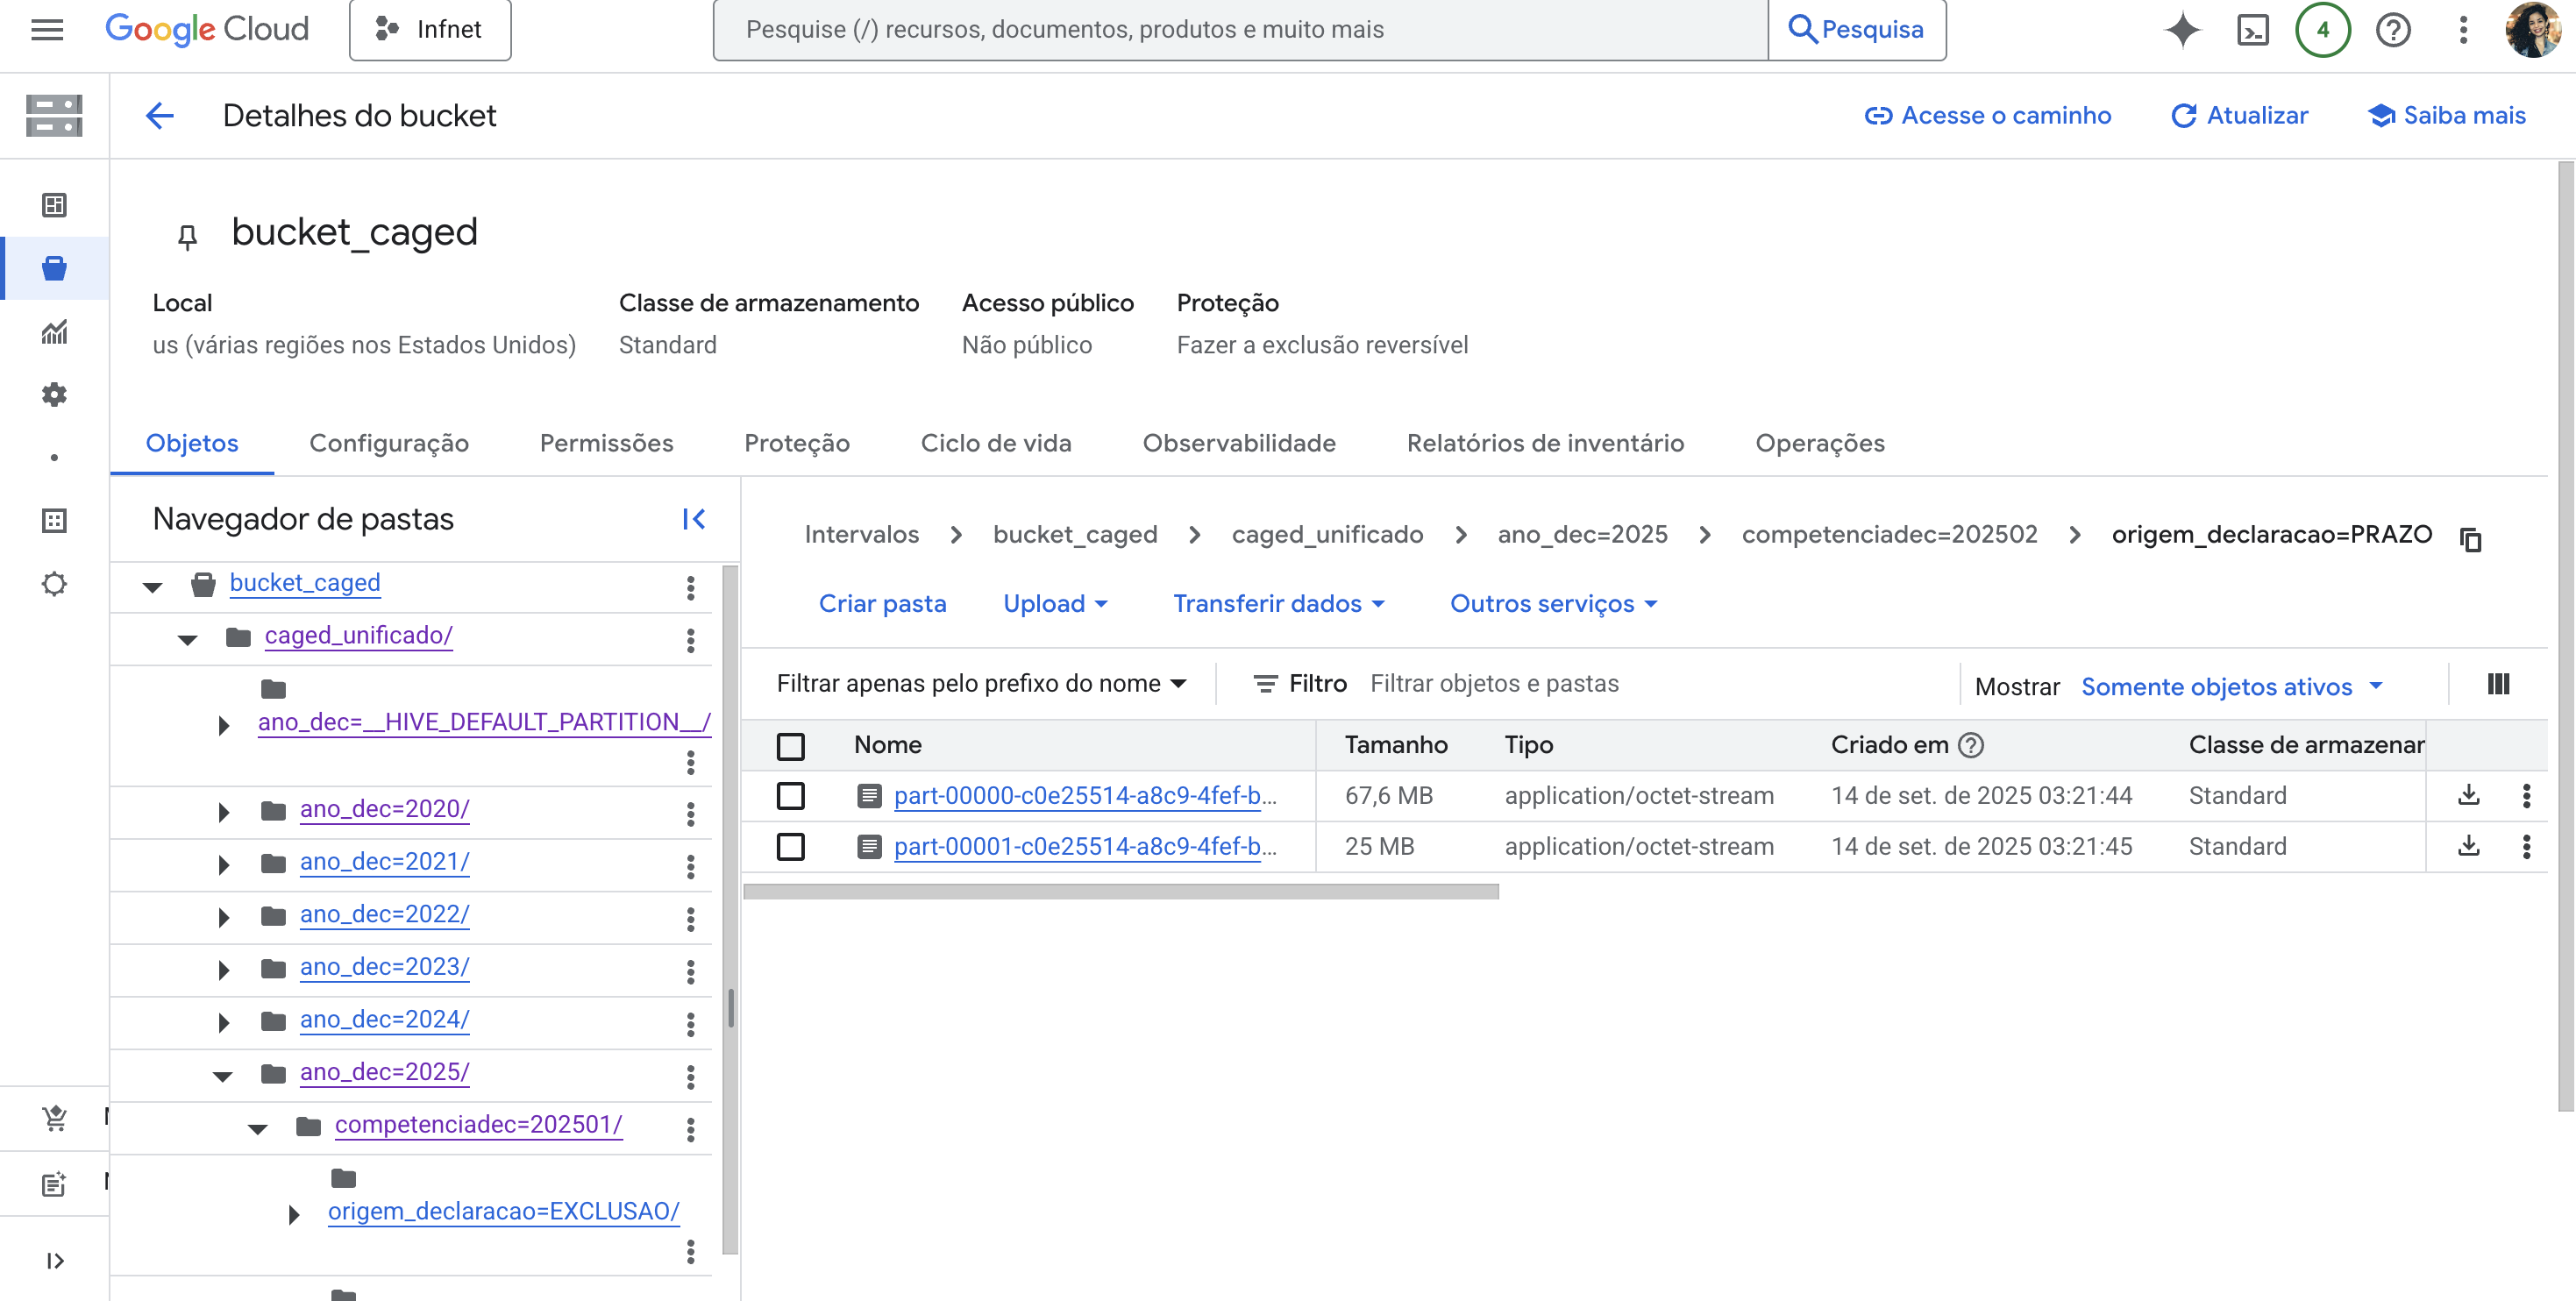 Google Cloud
Infnet
Pesquise (/) recursos, documentos, produtos e muito mais
Pesquisa
4
Detalhes do bucket
Acesse o caminho
Atualizar
Saiba mais
bucket_caged
Local
us (várias regiões nos Estados Unidos)
Classe de armazenamento
Standard
Acesso público
Não público
Proteção
Fazer a exclusão reversível
Objetos
Configuração
Permissões
Proteção
Ciclo de vida
Observabilidade
Relatórios de inventário
Operações
Navegador de pastas
bucket_caged
caged_unificado/
ano_dec=__HIVE_DEFAULT_PARTITION__/
ano_dec=2020/
ano_dec=2021/
ano_dec=2022/
ano_dec=2023/
ano_dec=2024/
ano_dec=2025/
competenciadec=202501/
origem_declaracao=EXCLUSAO/
Intervalos > bucket_caged > caged_unificado > ano_dec=2025 > competenciadec=202502 > origem_declaracao=PRAZO
Criar pasta
Upload
Transferir dados
Outros serviços
Filtrar apenas pelo prefixo do nome
Filtro
Filtrar objetos e pastas
Mostrar
Somente objetos ativos
Nome Tamanho Tipo Criado em Classe de armazenar
part-00000-c0e25514-a8c9-4fef-b... 67,6 MB application/octet-stream 14 de set. de 2025 03:21:44 Standard
part-00001-c0e25514-a8c9-4fef-b... 25 MB application/octet-stream 14 de set. de 2025 03:21:45 Standard